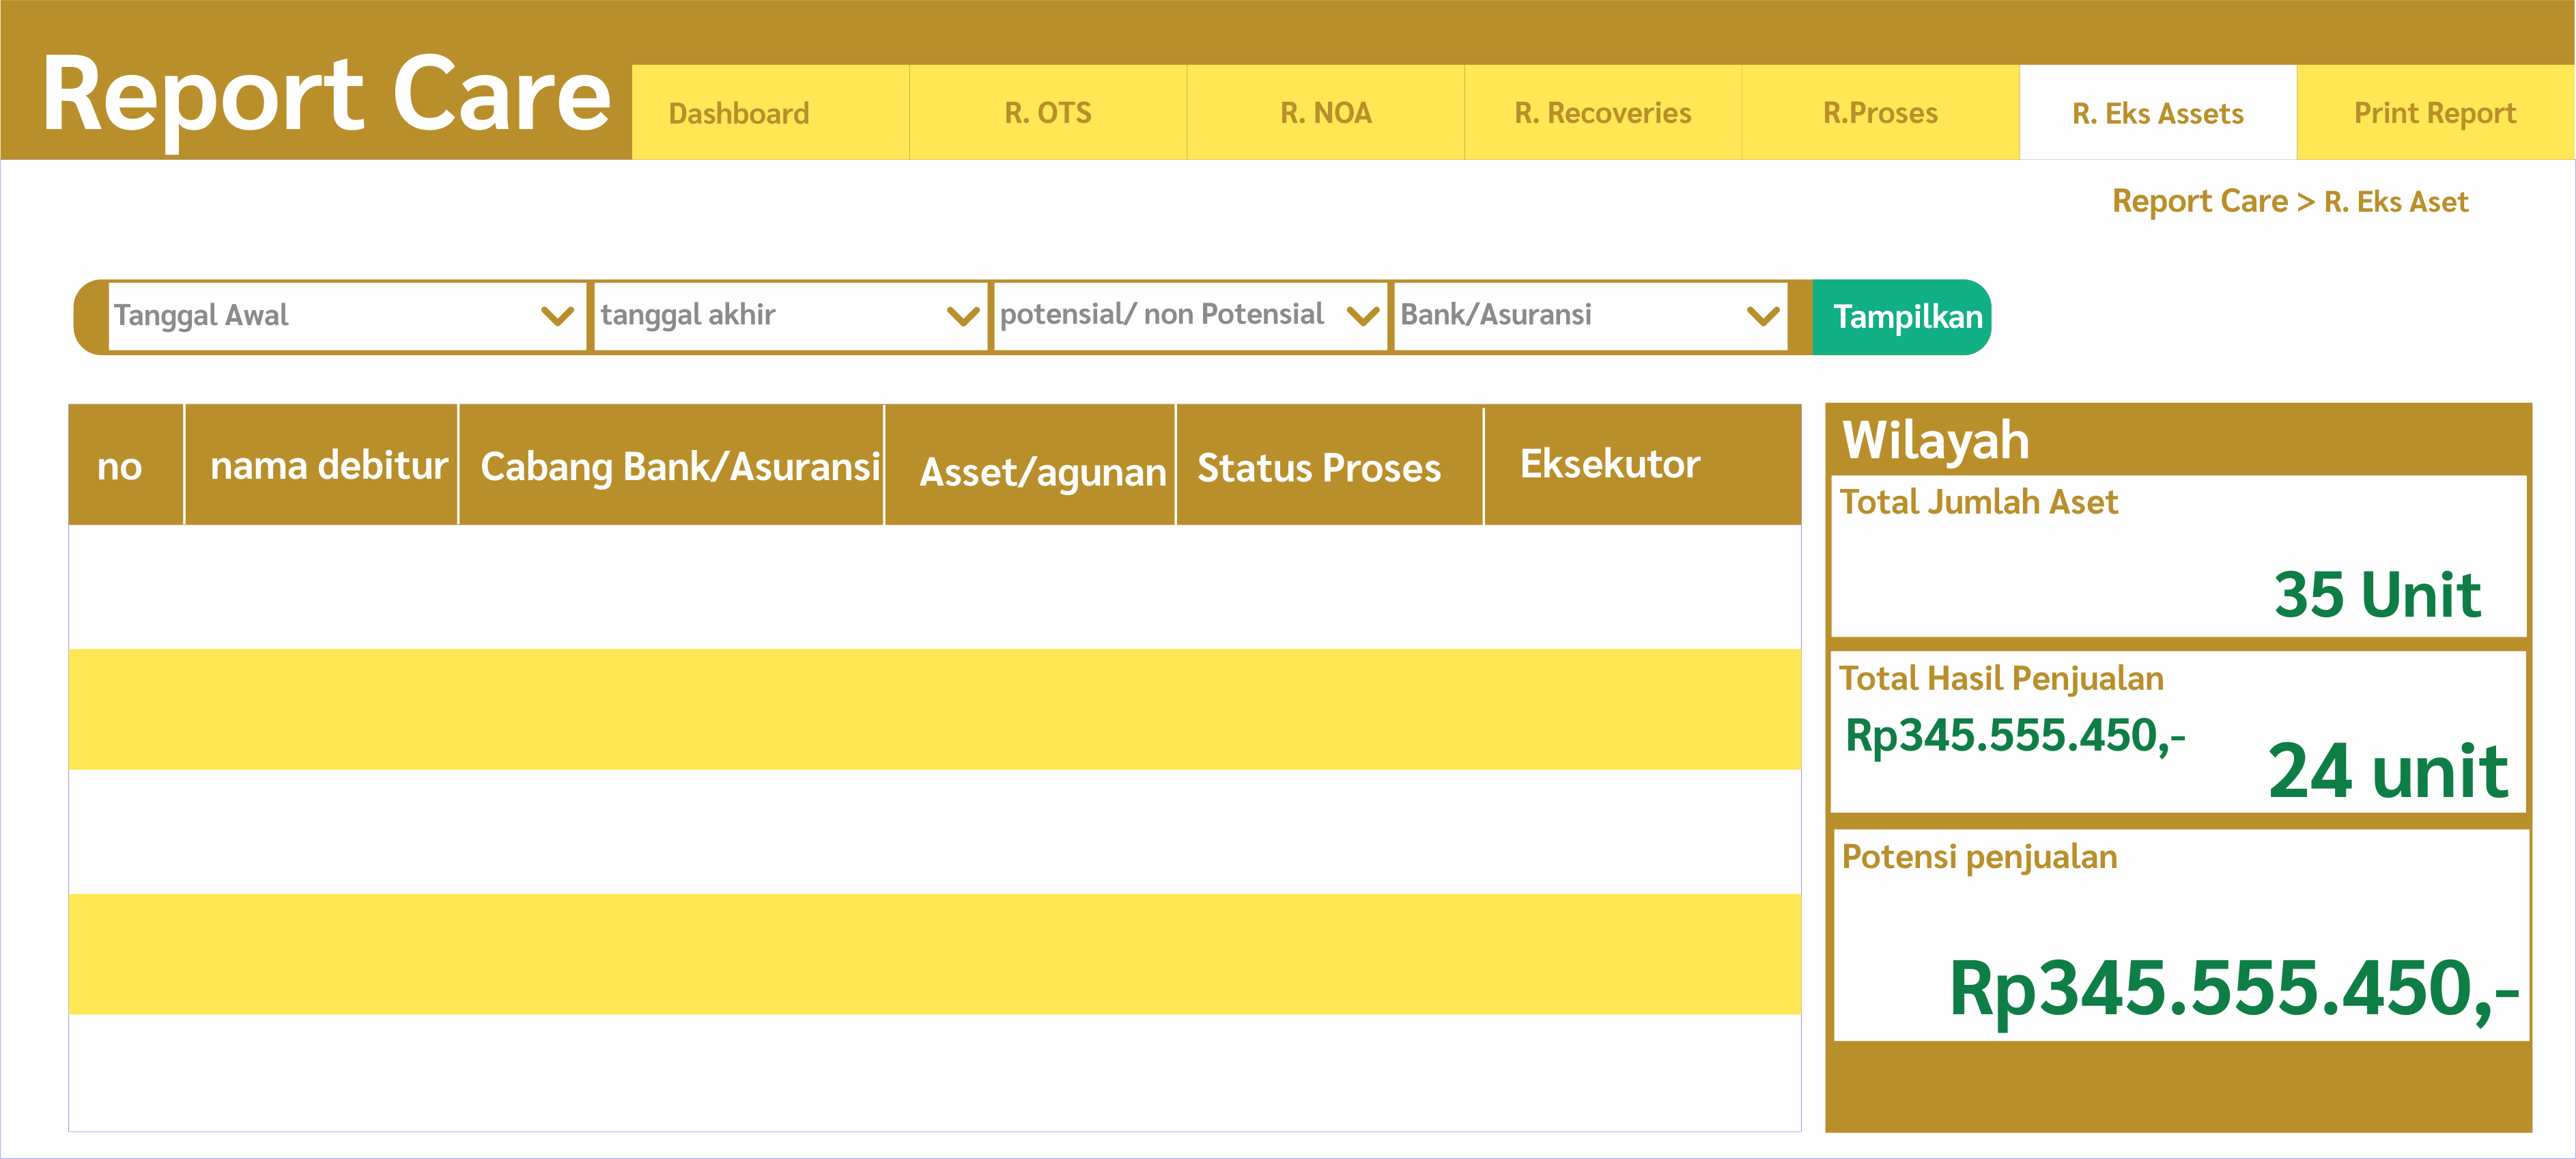 Report Care
Dashboard
R. OTS
R. NOA
R. Recoveries
R.Proses
R. Eks Assets
Print Report
Report Care > R. Eks Aset
Tanggal Awal
tanggal akhir
potensial/ non Potensial
Bank/Asuransi
Tampilkan
no
nama debitur
Cabang Bank/Asuransi
Asset/agunan
Status Proses
Eksekutor
Wilayah
Total Jumlah Aset
35 Unit
Total Hasil Penjualan
Rp345.555.450,-
24 unit
Potensi penjualan
Rp345.555.450,-